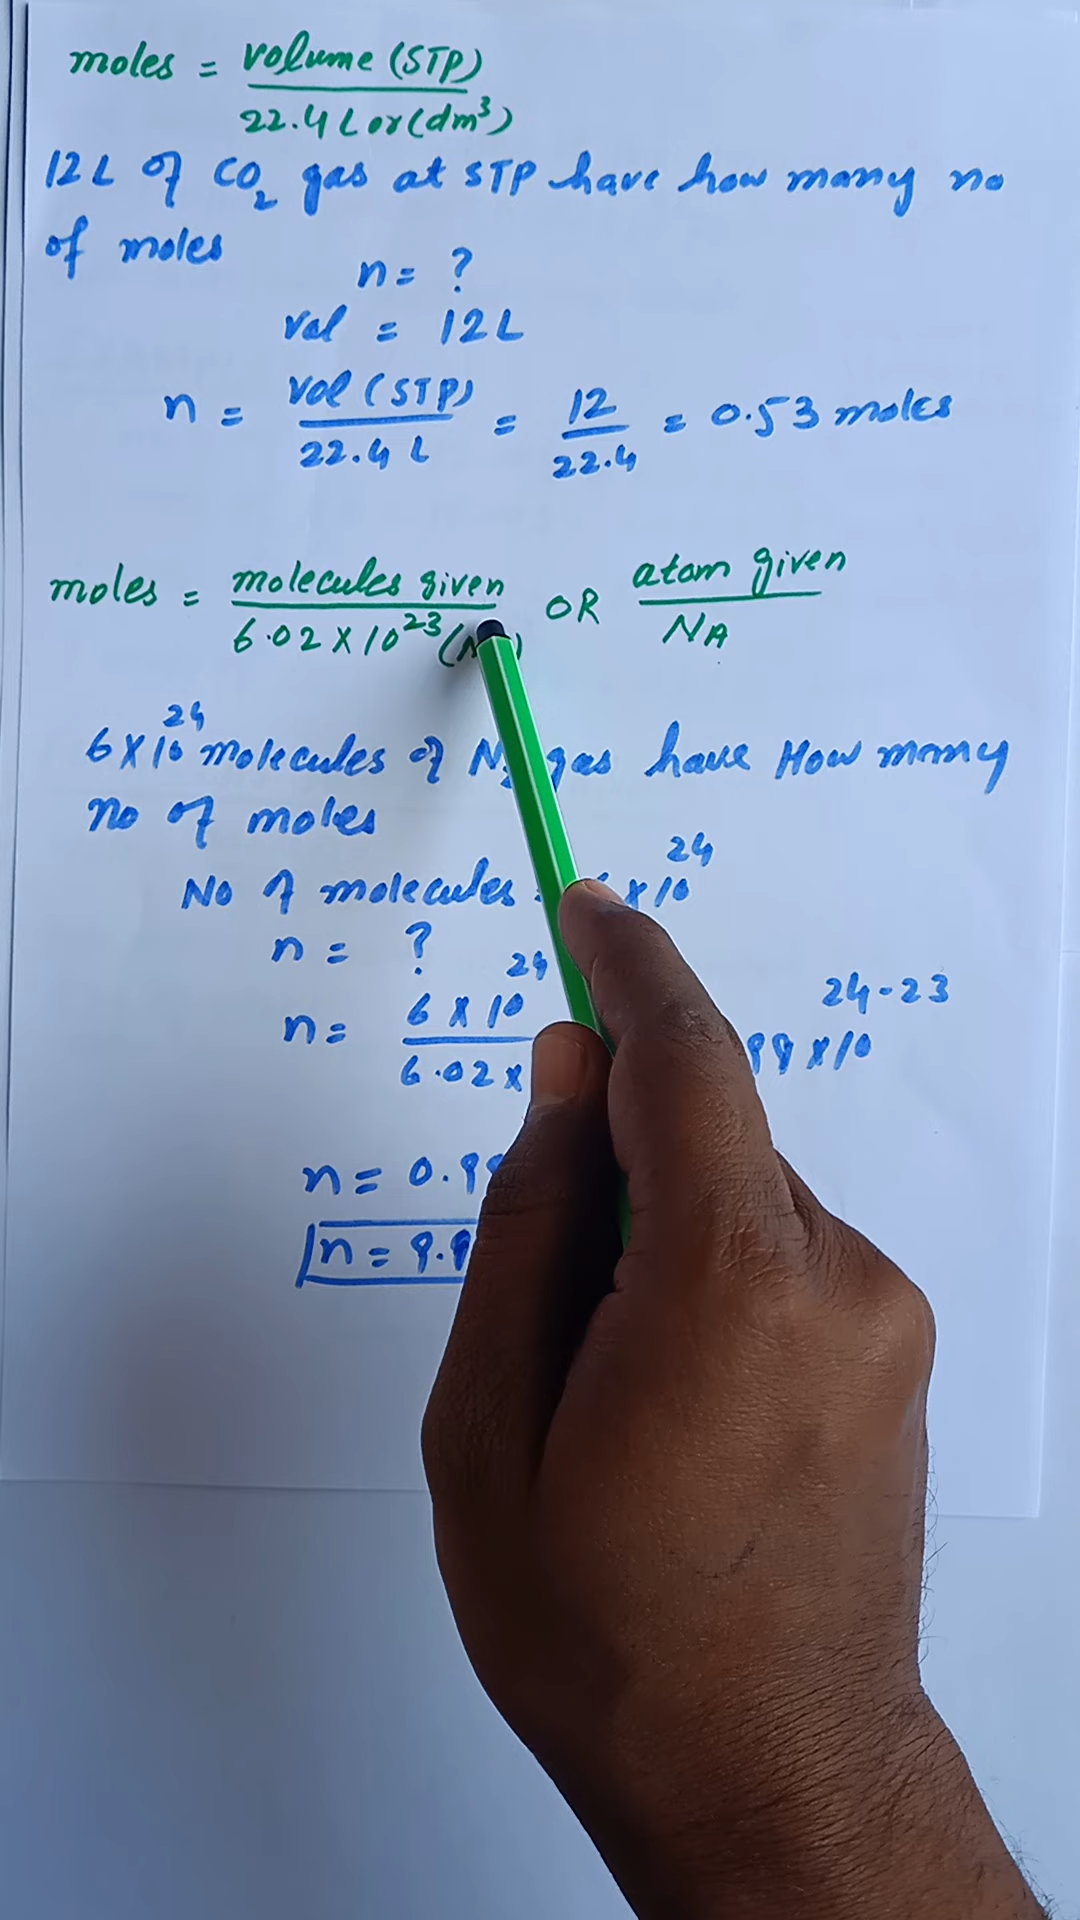 moles = volume (STP) / 22.4 L or (dm³)
12 L of CO₂ gas at STP have how many no
of moles
n = ?
Vol = 12 L
n = Vol (STP) / 22.4 L = 12 / 22.4 = 0.53 moles
moles = molecules given / 6.02 X 10²³ OR atom given / NA
6 X 10²⁴ molecules of gas have How many
no of moles
No of molecules X 10²⁴
n = ?
n = 6 X 10²⁴ / 6.02 X 99 X 10²⁴⁻²³
n = 0.99
n = 9.9